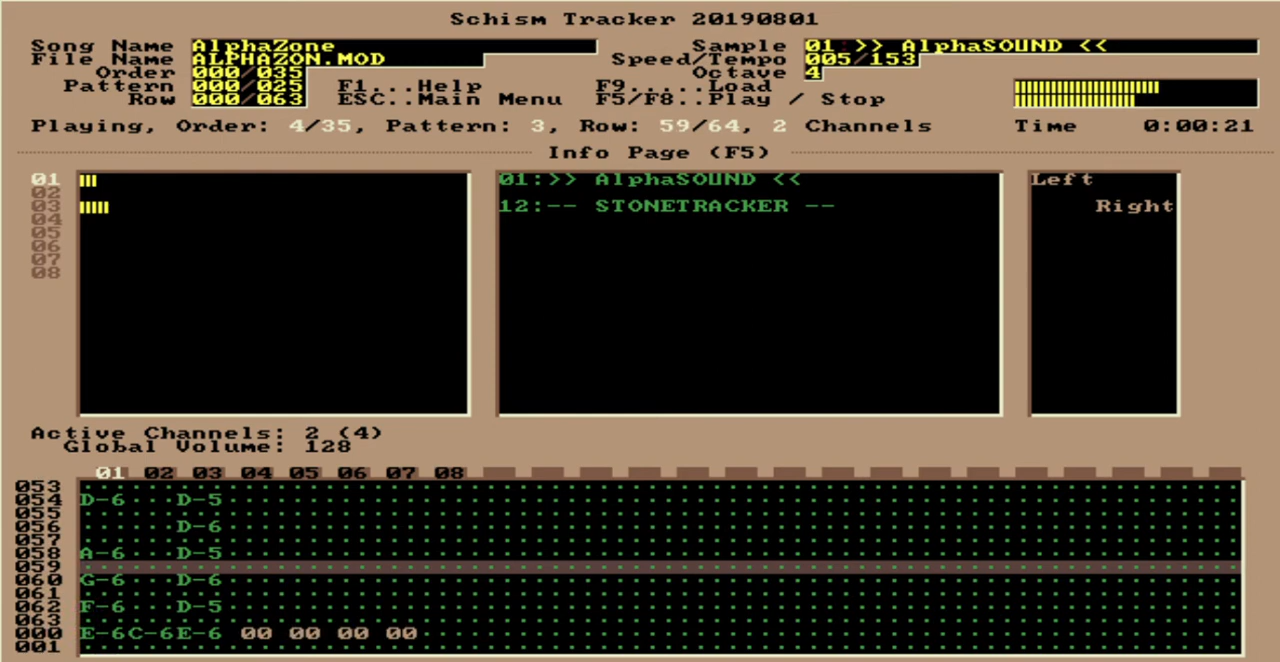 Schism Tracker 20190801
Song Name AlphaZone Sample 01:>> AlphaSOUND <<
File Name ALPHAZON.MOD Speed/Tempo 005/153
Order 000/035 Octave 4
Pattern 000/025 F1...Help F9....Load
Row 000/063 ESC..Main Menu F5/F8..Play / Stop
Playing, Order: 4/35, Pattern: 3, Row: 59/64, 2 Channels Time 0:00:21
Info Page (F5)
01 01:>> AlphaSOUND << Left
02
03 12:-- STONETRACKER -- Right
04
05
06
07
08
Active Channels: 2 (4)
Global Volume: 128
01 02 03 04 05 06 07 08
053
054 D-6 D-5
055
056 D-6
057
058 A-6 D-5
059
060 G-6 D-6
061
062 F-6 D-5
063
000 E-6 C-6 E-6 00 00 00 00
001